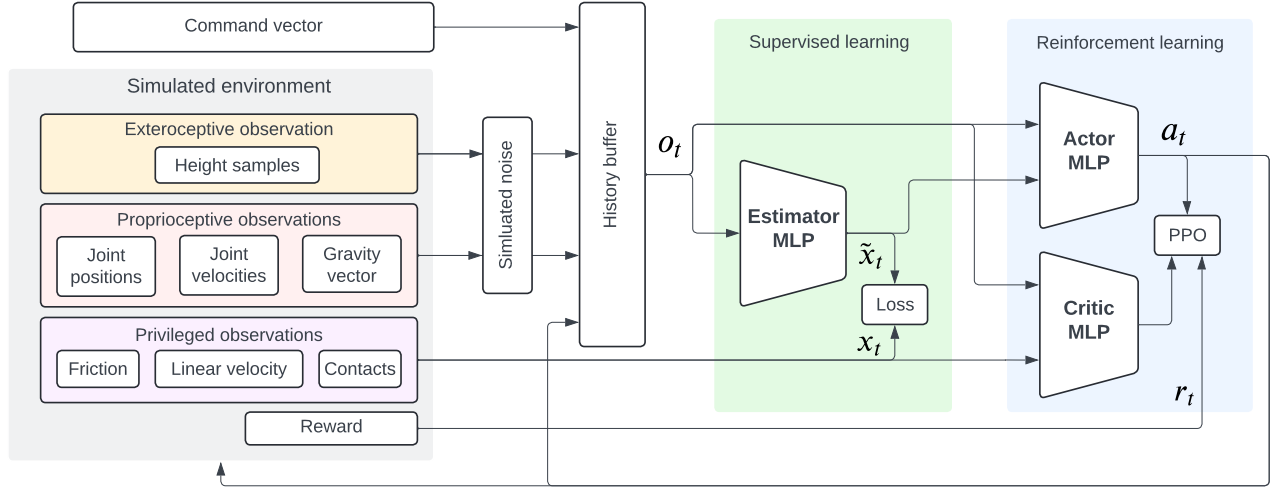 Command vector
Simulated environment
Exteroceptive observation
Height samples
Proprioceptive observations
Joint
positions
Joint
velocities
Gravity
vector
Privileged observations
Friction
Linear velocity
Contacts
Reward
Simluated noise
History buffer
o_t
Supervised learning
Estimator
MLP
x̃_t
Loss
x_t
Reinforcement learning
Actor
MLP
a_t
PPO
Critic
MLP
r_t